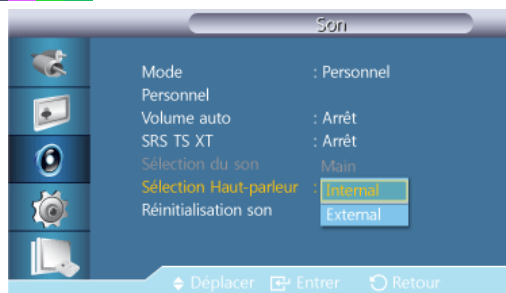 Son
Mode : Personnel
Personnel
Volume auto : Arrêt
SRS TS XT : Arrêt
Sélection du son Main
Sélection Haut-parleur : Internal
External
Réinitialisation son
Déplacer Entrer Retour